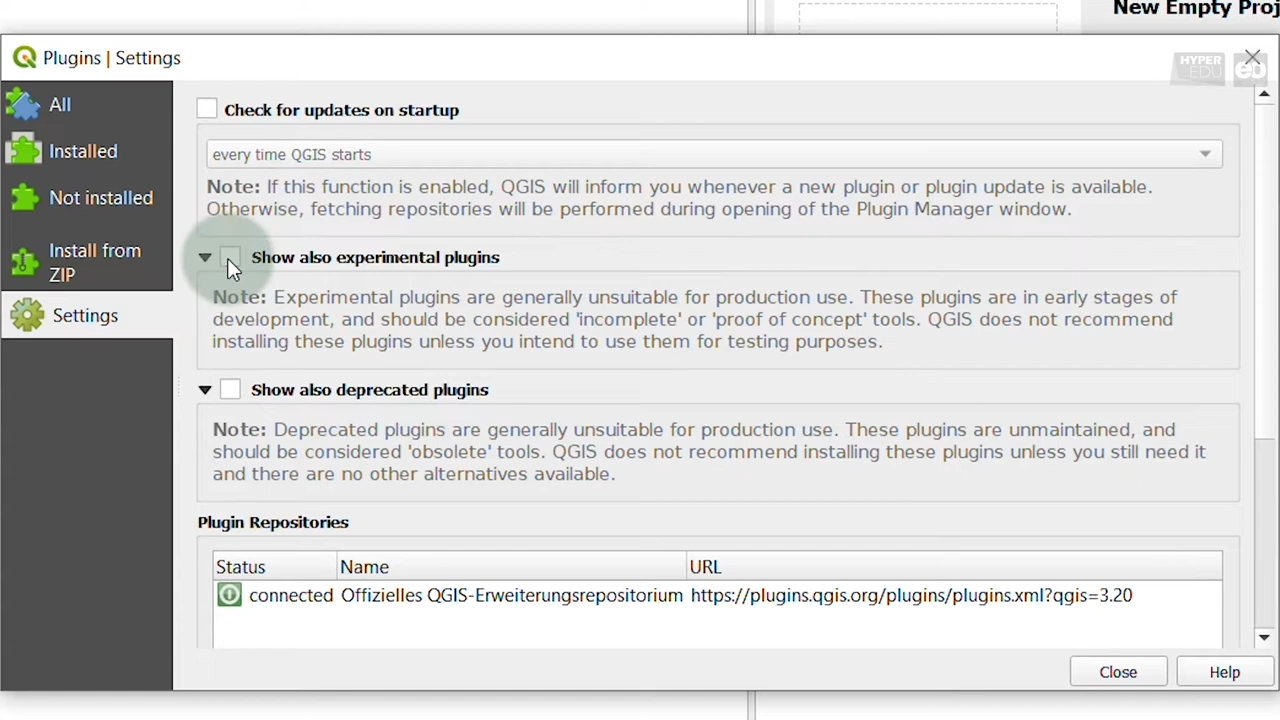 New Empty Proj
Plugins | Settings
HYPER
EDU
eu
All
Installed
Not installed
Install from
ZIP
Settings
Check for updates on startup
every time QGIS starts
Note: If this function is enabled, QGIS will inform you whenever a new plugin or plugin update is available.
Otherwise, fetching repositories will be performed during opening of the Plugin Manager window.
Show also experimental plugins
Note: Experimental plugins are generally unsuitable for production use. These plugins are in early stages of
development, and should be considered 'incomplete' or 'proof of concept' tools. QGIS does not recommend
installing these plugins unless you intend to use them for testing purposes.
Show also deprecated plugins
Note: Deprecated plugins are generally unsuitable for production use. These plugins are unmaintained, and
should be considered 'obsolete' tools. QGIS does not recommend installing these plugins unless you still need it
and there are no other alternatives available.
Plugin Repositories
Status Name URL
connected Offizielles QGIS-Erweiterungsrepositorium https://plugins.qgis.org/plugins/plugins.xml?qgis=3.20
Close Help